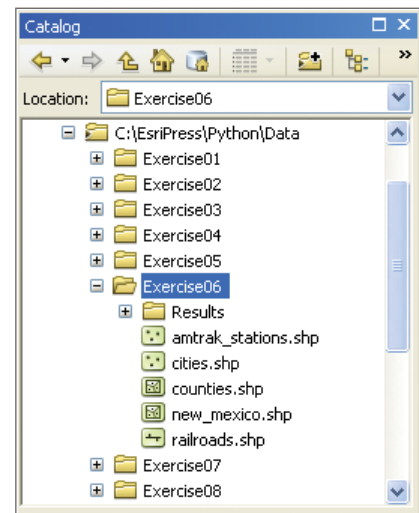 Catalog
Location: Exercise06
C:\EsriPress\Python\Data
Exercise01
Exercise02
Exercise03
Exercise04
Exercise05
Exercise06
Results
amtrak_stations.shp
cities.shp
counties.shp
new_mexico.shp
railroads.shp
Exercise07
Exercise08